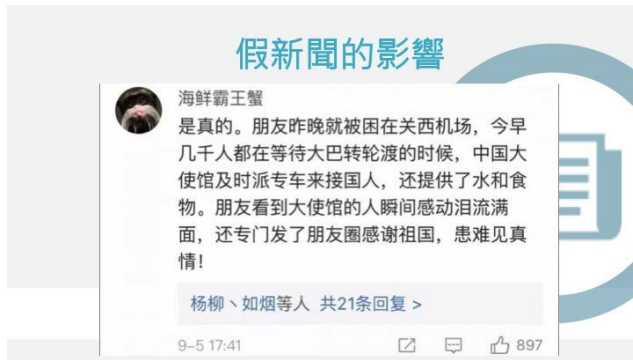 假新聞的影響
海鲜霸王蟹
是真的。朋友昨晚就被困在关西机场，今早
几千人都在等待大巴转轮渡的时候，中国大
使馆及时派专车来接国人，还提供了水和食
物。朋友看到大使馆的人瞬间感动泪流满
面，还专门发了朋友圈感谢祖国，患难见真
情！
杨柳丶如烟等人 共21条回复 >
9–5 17:41
897